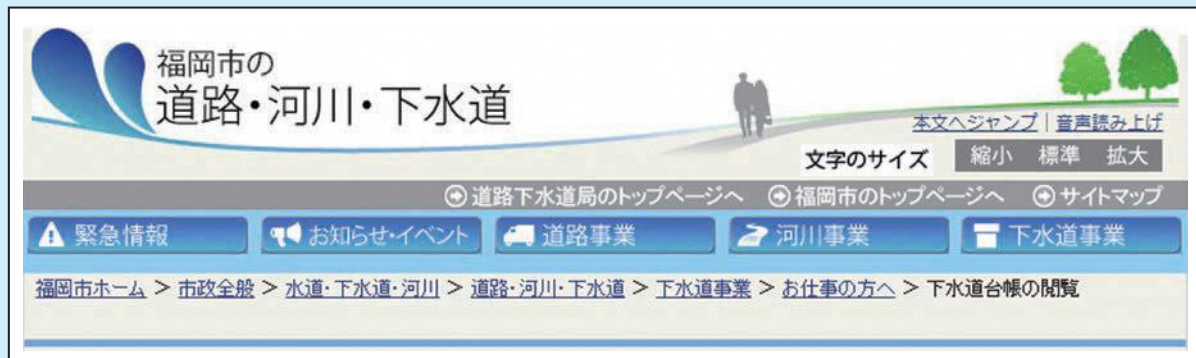 福岡市の
道路・河川・下水道
本文へジャンプ | 音声読み上げ
文字のサイズ 縮小 標準 拡大
道路下水道局のトップページへ 福岡市のトップページへ サイトマップ
緊急情報 お知らせ・イベント 道路事業 河川事業 下水道事業
福岡市ホーム > 市政全般 > 水道・下水道・河川 > 道路・河川・下水道 > 下水道事業 > お仕事の方へ > 下水道台帳の閲覧